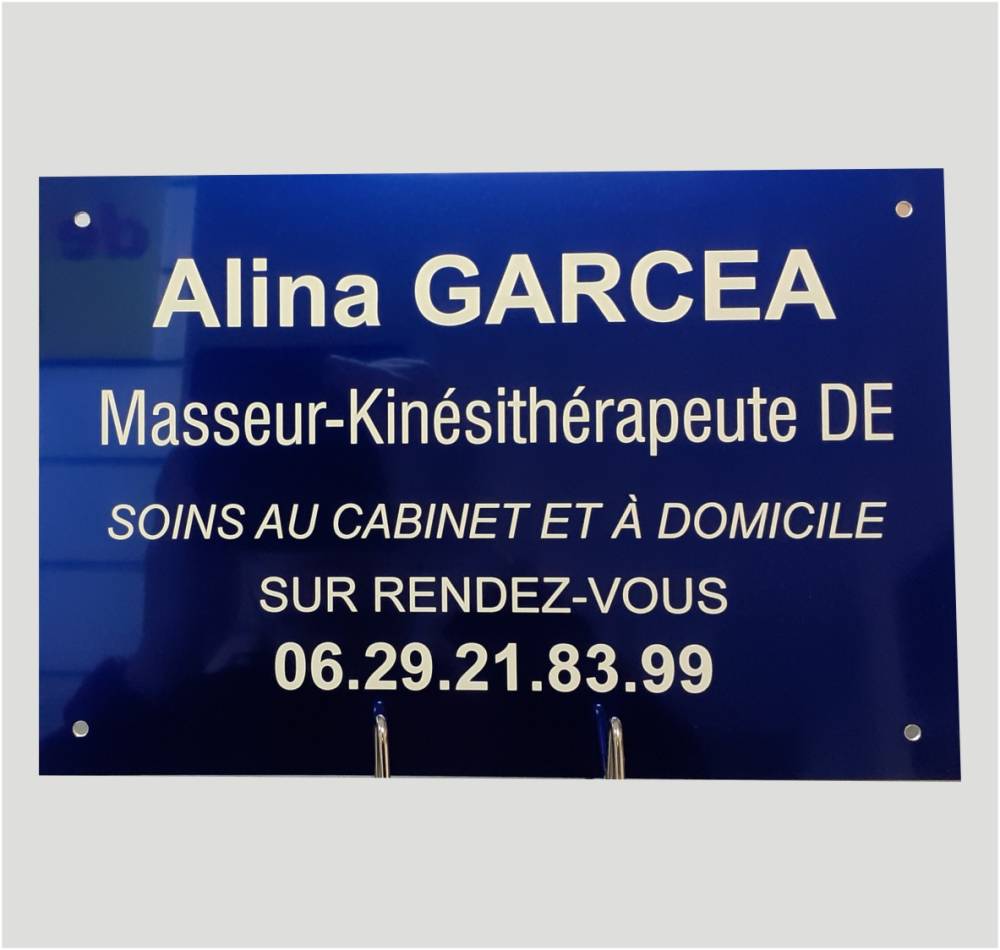 Alina GARCEA
Masseur-Kinésithérapeute DE
SOINS AU CABINET ET À DOMICILE
SUR RENDEZ-VOUS
06.29.21.83.99